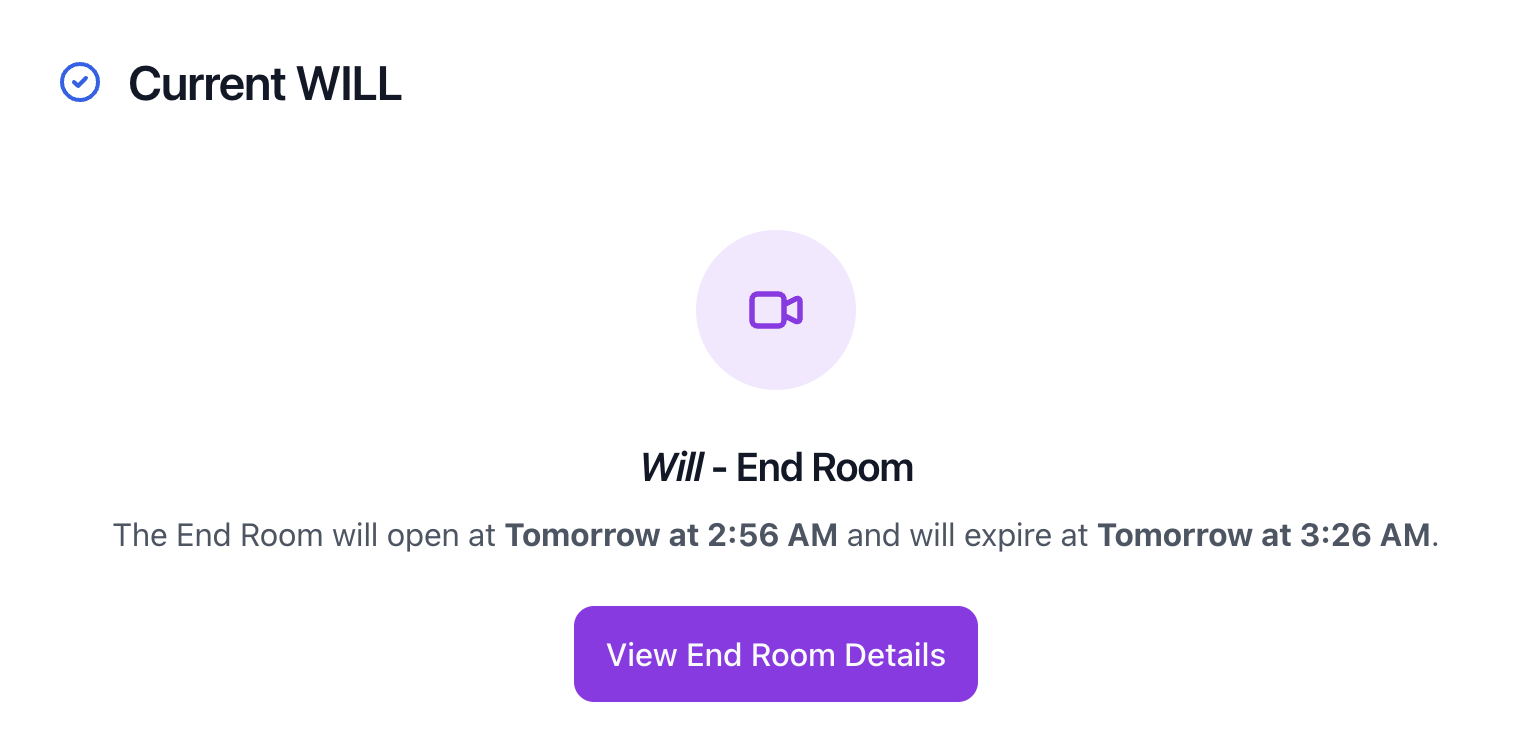 Current WILL
Will - End Room
The End Room will open at Tomorrow at 2:56 AM and will expire at Tomorrow at 3:26 AM.
View End Room Details